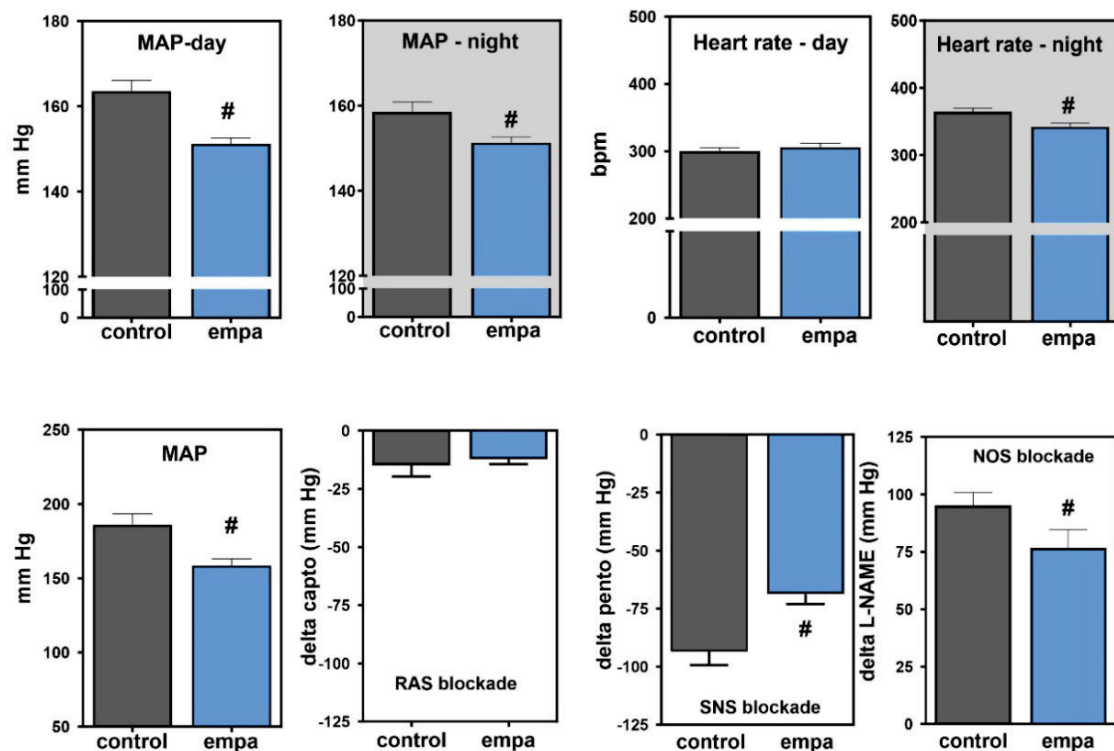 MAP-day
mm Hg
160
140
120
100
0
control empa
#
MAP - night
180
160
140
120
100
0
control empa
#
Heart rate - day
bpm
500
400
300
200
0
control empa
Heart rate - night
500
400
300
200
control empa
#
MAP
mm Hg
250
200
150
100
50
control empa
#
delta capto (mm Hg)
0
-25
-50
-75
-100
-125
RAS blockade
control empa
delta pento (mm Hg)
0
-25
-50
-75
-100
-125
#
SNS blockade
control empa
delta L-NAME (mm Hg)
125
100
75
50
25
0
NOS blockade
#
control empa